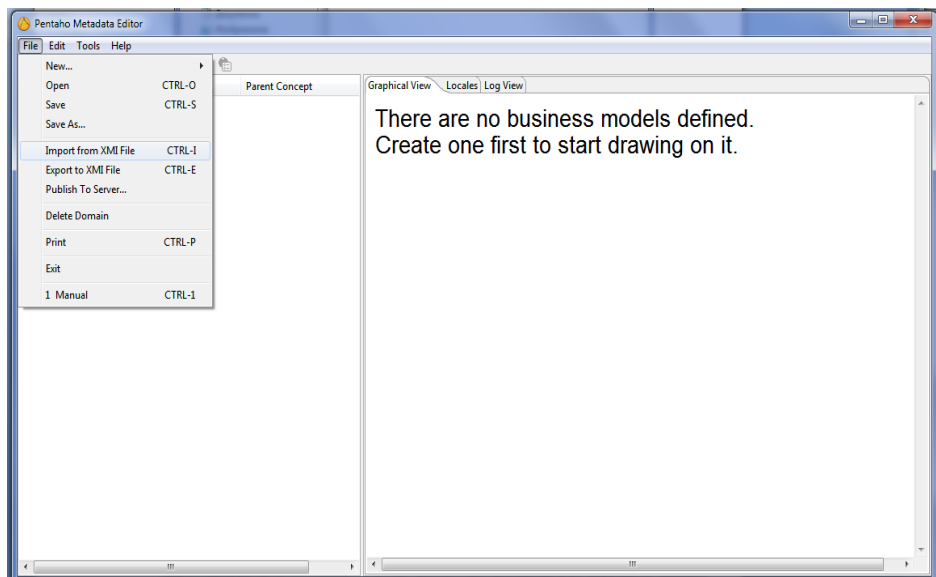 Pentaho Metadata Editor
File Edit Tools Help
New...
Open CTRL-O
Save CTRL-S
Save As...
Import from XMI File CTRL-I
Export to XMI File CTRL-E
Publish To Server...
Delete Domain
Print CTRL-P
Exit
1 Manual CTRL-1
Parent Concept
Graphical View Locales Log View
There are no business models defined.
Create one first to start drawing on it.